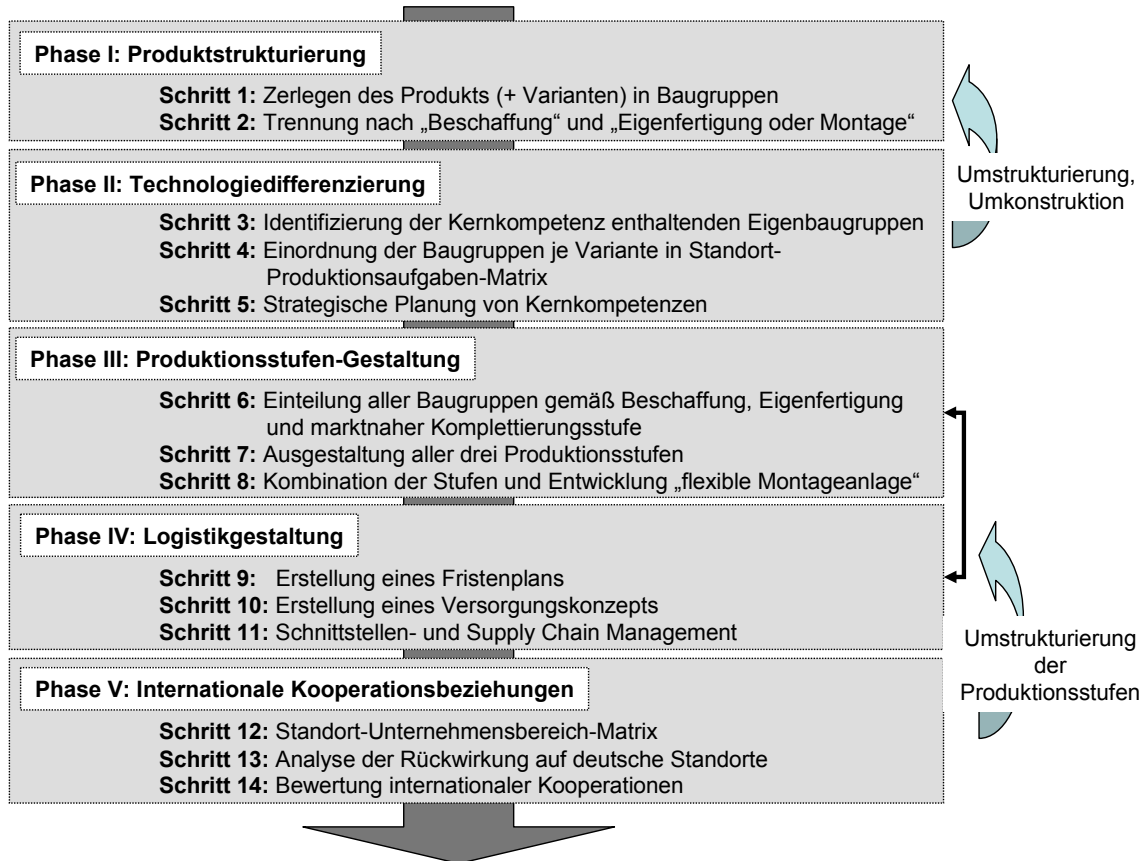 Phase I: Produktstrukturierung
Schritt 1: Zerlegen des Produkts (+ Varianten) in Baugruppen
Schritt 2: Trennung nach „Beschaffung“ und „Eigenfertigung oder Montage“
Phase II: Technologiedifferenzierung
Schritt 3: Identifizierung der Kernkompetenz enthaltenden Eigenbaugruppen
Schritt 4: Einordnung der Baugruppen je Variante in Standort-
Produktionsaufgaben-Matrix
Schritt 5: Strategische Planung von Kernkompetenzen
Umstrukturierung,
Umkonstruktion
Phase III: Produktionsstufen-Gestaltung
Schritt 6: Einteilung aller Baugruppen gemäß Beschaffung, Eigenfertigung
und marktnaher Komplettierungsstufe
Schritt 7: Ausgestaltung aller drei Produktionsstufen
Schritt 8: Kombination der Stufen und Entwicklung „flexible Montageanlage“
Phase IV: Logistikgestaltung
Schritt 9: Erstellung eines Fristenplans
Schritt 10: Erstellung eines Versorgungskonzepts
Schritt 11: Schnittstellen- und Supply Chain Management
Phase V: Internationale Kooperationsbeziehungen
Schritt 12: Standort-Unternehmensbereich-Matrix
Schritt 13: Analyse der Rückwirkung auf deutsche Standorte
Schritt 14: Bewertung internationaler Kooperationen
Umstrukturierung
der
Produktionsstufen